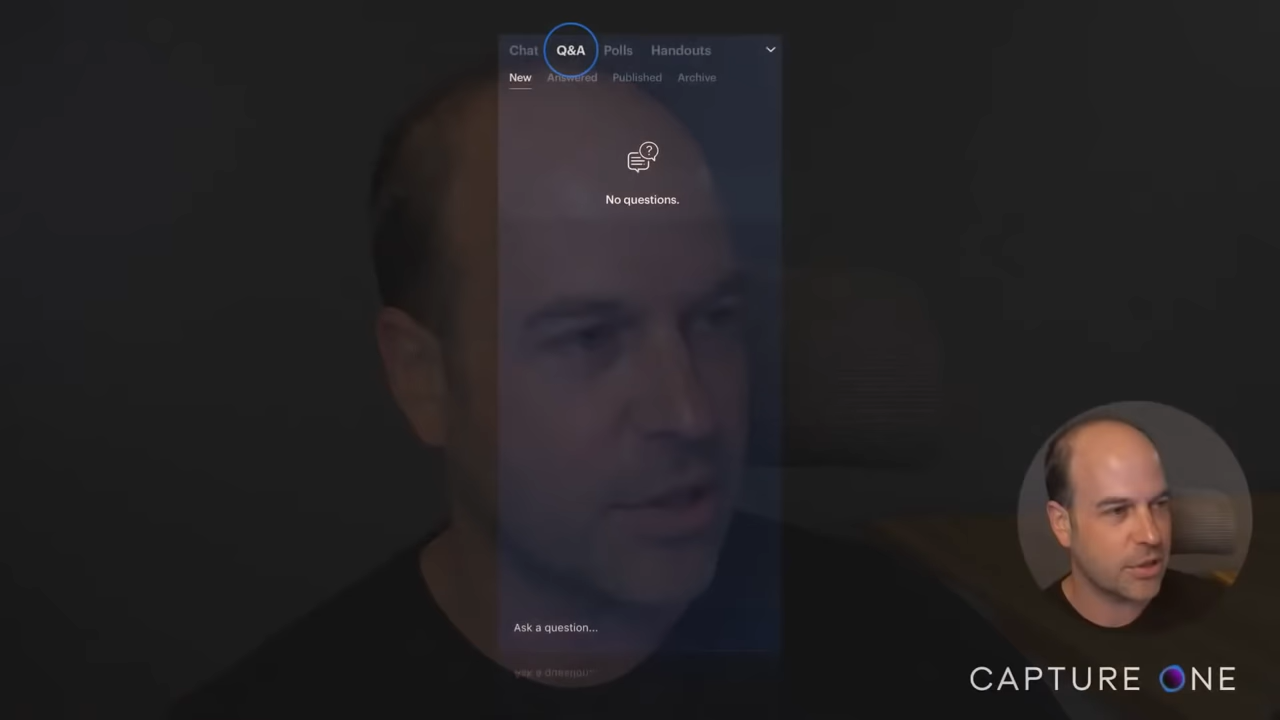 Chat Q&A Polls Handouts
New Answered Published Archive
?
No questions.
Ask a question...
CAPTURE ONE